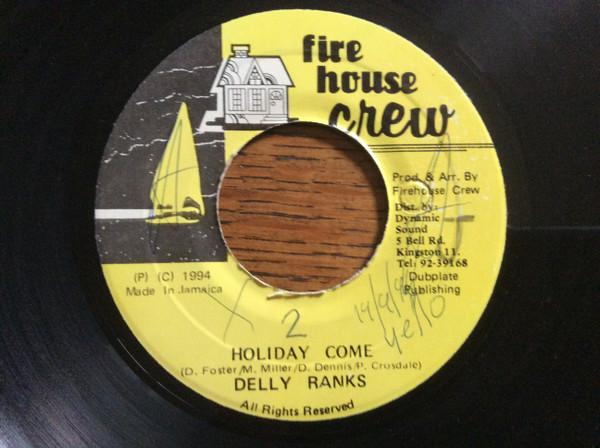 fire
house
crew
Prod. & Arr. By
Firehouse Crew
Dist. by:
Dynamic
Sound
5 Bell Rd.
Kingston 11.
Tel: 92-39168
Dubplate
Publishing
(P) (C) 1994
Made In Jamaica
2
Yello
HOLIDAY COME
(D. Foster/M. Miller/D. Dennis/P. Crosdale)
DELLY RANKS
All Rights Reserved